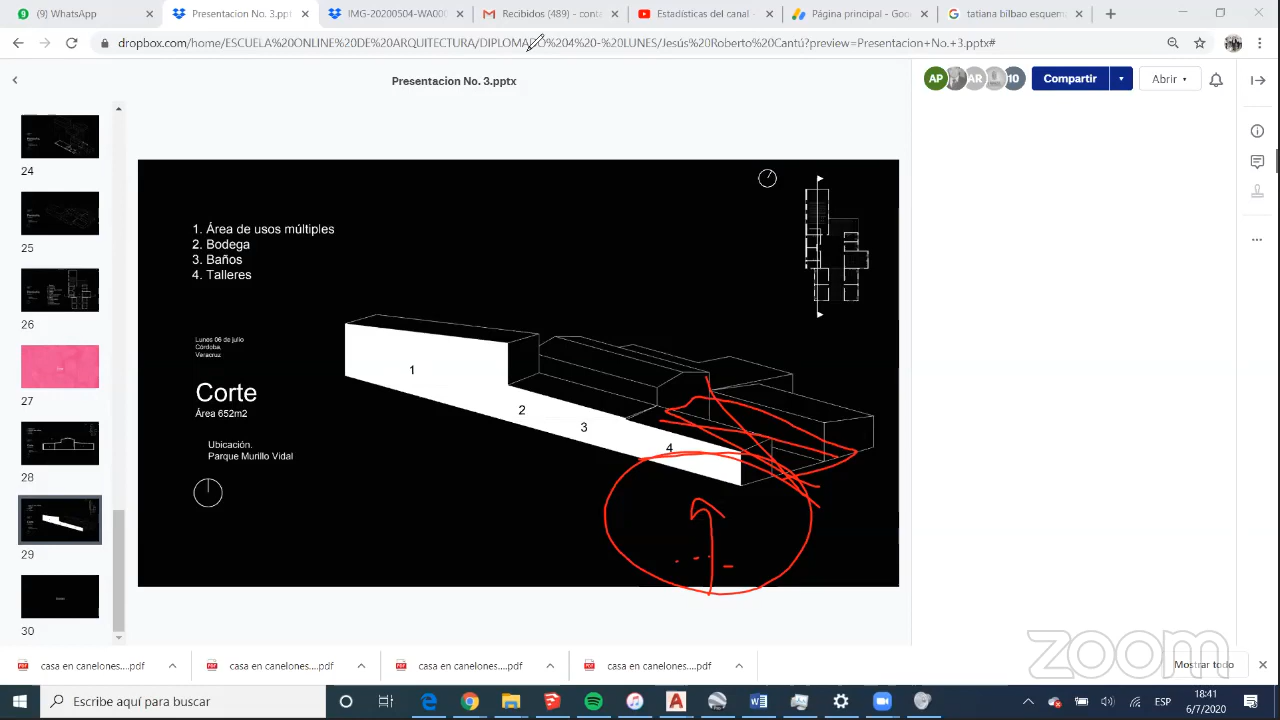 (9) WhatsApp
Presentacion No. 3.pptx
IMG-20200504-WA00
Recibidos (489) - cont
Estadísticas del canal -
Página principal - Goo
tatiana bilbao esquem
dropbox.com/home/ESCUELA%20ONLINE%20DE%20ARQUITECTURA/DIPLOMADO%204%20-%20LUNES/Jesús%20Roberto%20Cantú?preview=Presentacion+No.+3.pptx#
Presentacion No. 3.pptx
AP
AR
10
Compartir
Abrir
24
25
26
27
28
29
30
1. Área de usos múltiples
2. Bodega
3. Baños
4. Talleres
Lunes 06 de julio
Córdoba,
Veracruz
Corte
Área 652m2
Ubicación.
Parque Murillo Vidal
1
2
3
4
zoom
casa en canelones....pdf
casa en canelones....pdf
casa en canelones....pdf
casa en canelones....pdf
Mostrar todo
Escribe aquí para buscar
ESP
18:41
6/7/2020